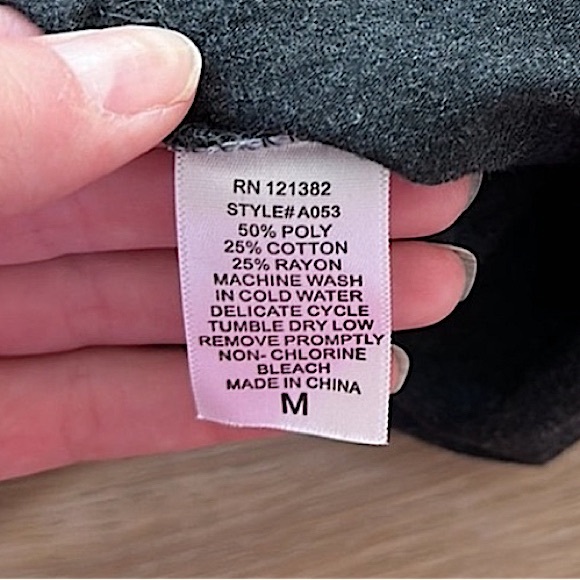 RN 121382
STYLE#A053
50% POLY
25% COTTON
25% RAYON
MACHINE WASH
IN COLD WATER
DELICATE CYCLE
TUMBLE DRY LOW
REMOVE PROMPTLY
NON- CHLORINE
BLEACH
MADE IN CHINA
M